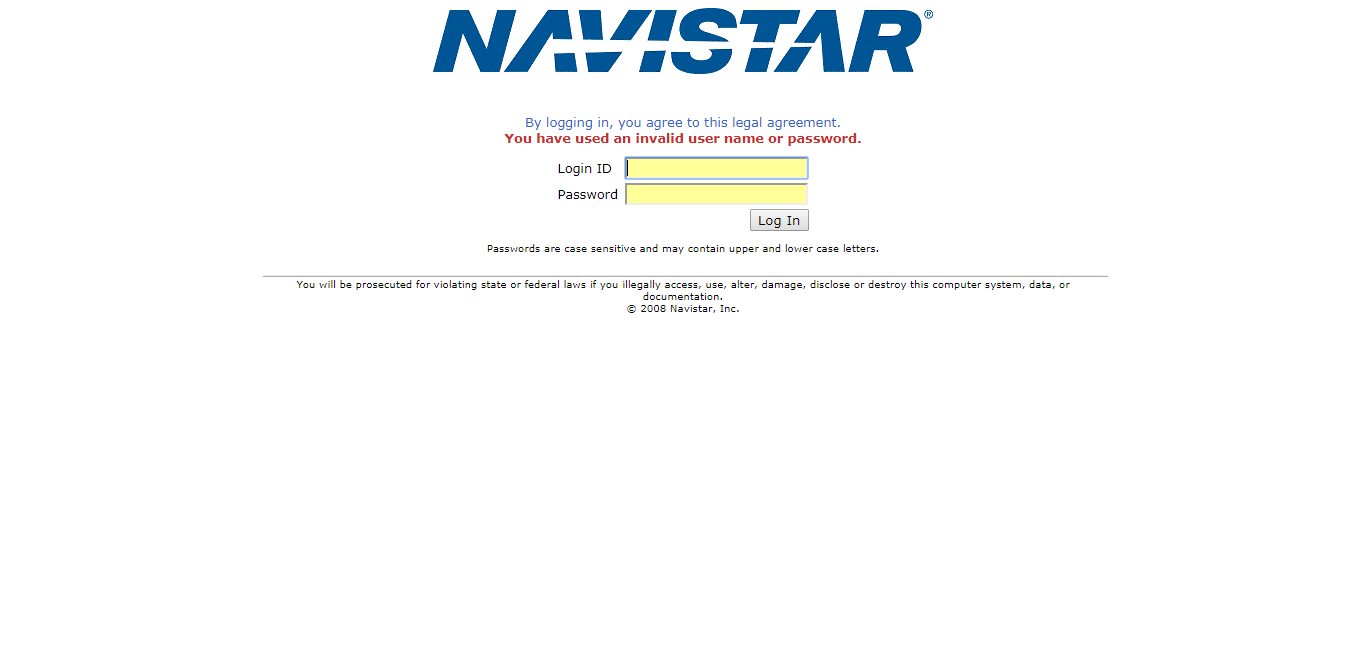 NAVISTAR®
By logging in, you agree to this legal agreement.
You have used an invalid user name or password.
Login ID
Password
Log In
Passwords are case sensitive and may contain upper and lower case letters.
You will be prosecuted for violating state or federal laws if you illegally access, use, alter, damage, disclose or destroy this computer system, data, or
documentation.
© 2008 Navistar, Inc.